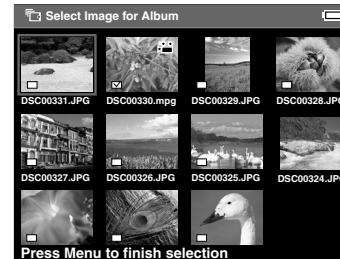 Select Image for Album
DSC00331.JPG DSC00330.mpg DSC00329.JPG DSC00328.JPG
DSC00327.JPG DSC00326.JPG DSC00325.JPG DSC00324.JPG
Press Menu to finish selection